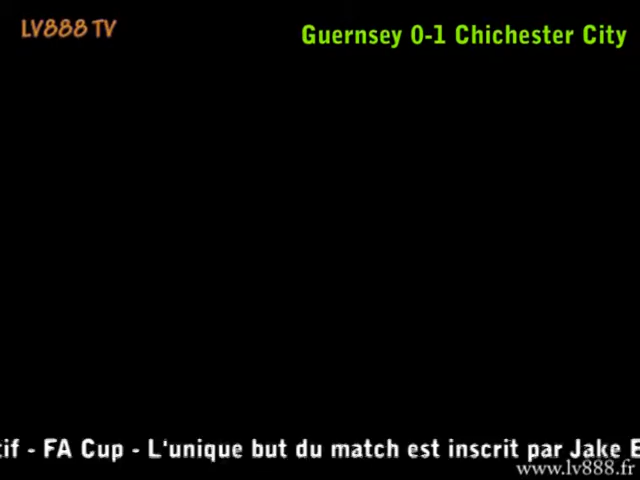 LV888 TV
Guernsey 0-1 Chichester City
tif - FA Cup - L'unique but du match est inscrit par Jake
www.lv888.fr